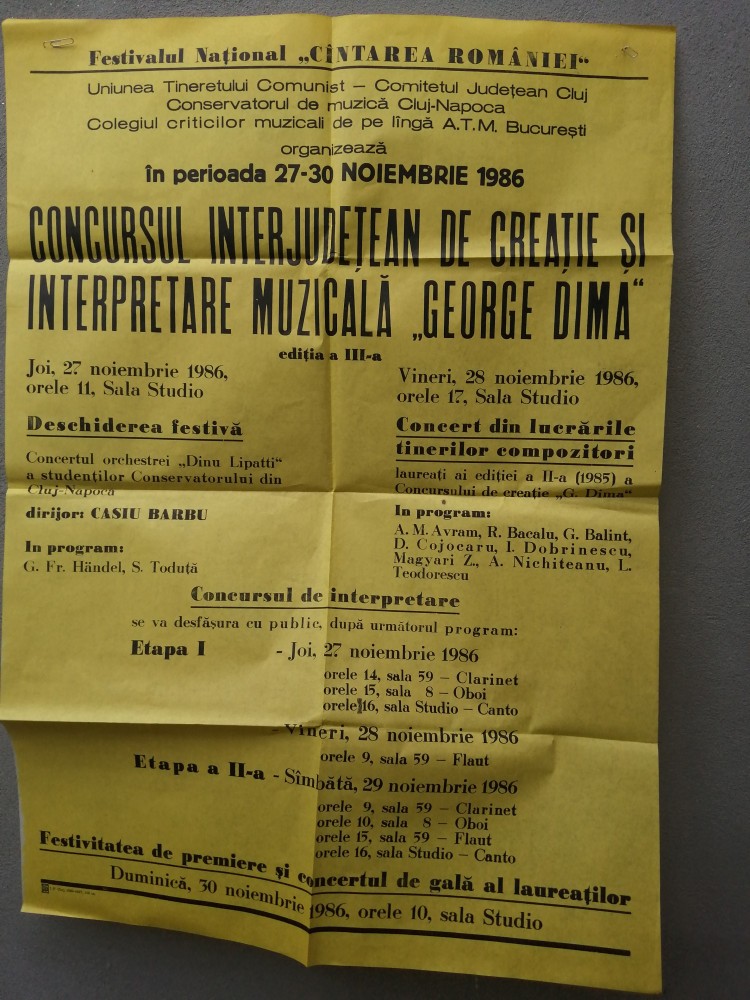 Festivalul Național „CÎNTAREA ROMÂNIEI“
Uniunea Tineretului Comunist — Comitetul Județean Cluj
Conservatorul de muzică Cluj-Napoca
Colegiul criticilor muzicali de pe lîngă A.T.M. București
organizează
în perioada 27-30 NOIEMBRIE 1986
CONCURSUL INTERJUDEȚEAN DE CREAȚIE ȘI
INTERPRETARE MUZICALĂ „GEORGE DIMA“
ediția a III-a
Joi, 27 noiembrie 1986,
orele 11, Sala Studio
Deschiderea festivă
Concertul orchestrei „Dinu Lipatti“
a studenților Conservatorului din
Cluj-Napoca
dirijor: CASIU BARBU
In program:
G. Fr. Händel, S. Toduță
Vineri, 28 noiembrie 1986,
orele 17, Sala Studio
Concert din lucrările
tinerilor compozitori
laureați ai ediției a II-a (1985) a
Concursului de creație „G. Dima“
In program:
A. M. Avram, R. Bacalu, G. Balint,
D. Cojocaru, I. Dobrinescu,
Magyari Z., A. Nichiteanu, L.
Teodorescu
Concursul de interpretare
se va desfășura cu public, după următorul program:
Etapa I - Joi, 27 noiembrie 1986
orele 14, sala 59 — Clarinet
orele 15, sala 8 — Oboi
orele 16, sala Studio — Canto
- Vineri, 28 noiembrie 1986
orele 9, sala 59 — Flaut
Etapa a II-a - Sîmbătă, 29 noiembrie 1986
orele 9, sala 59 — Clarinet
orele 10, sala 8 — Oboi
orele 15, sala 59 — Flaut
orele 16, sala Studio — Canto
Festivitatea de premiere și concertul de gală al laureaților
Duminică, 30 noiembrie 1986, orele 10, sala Studio